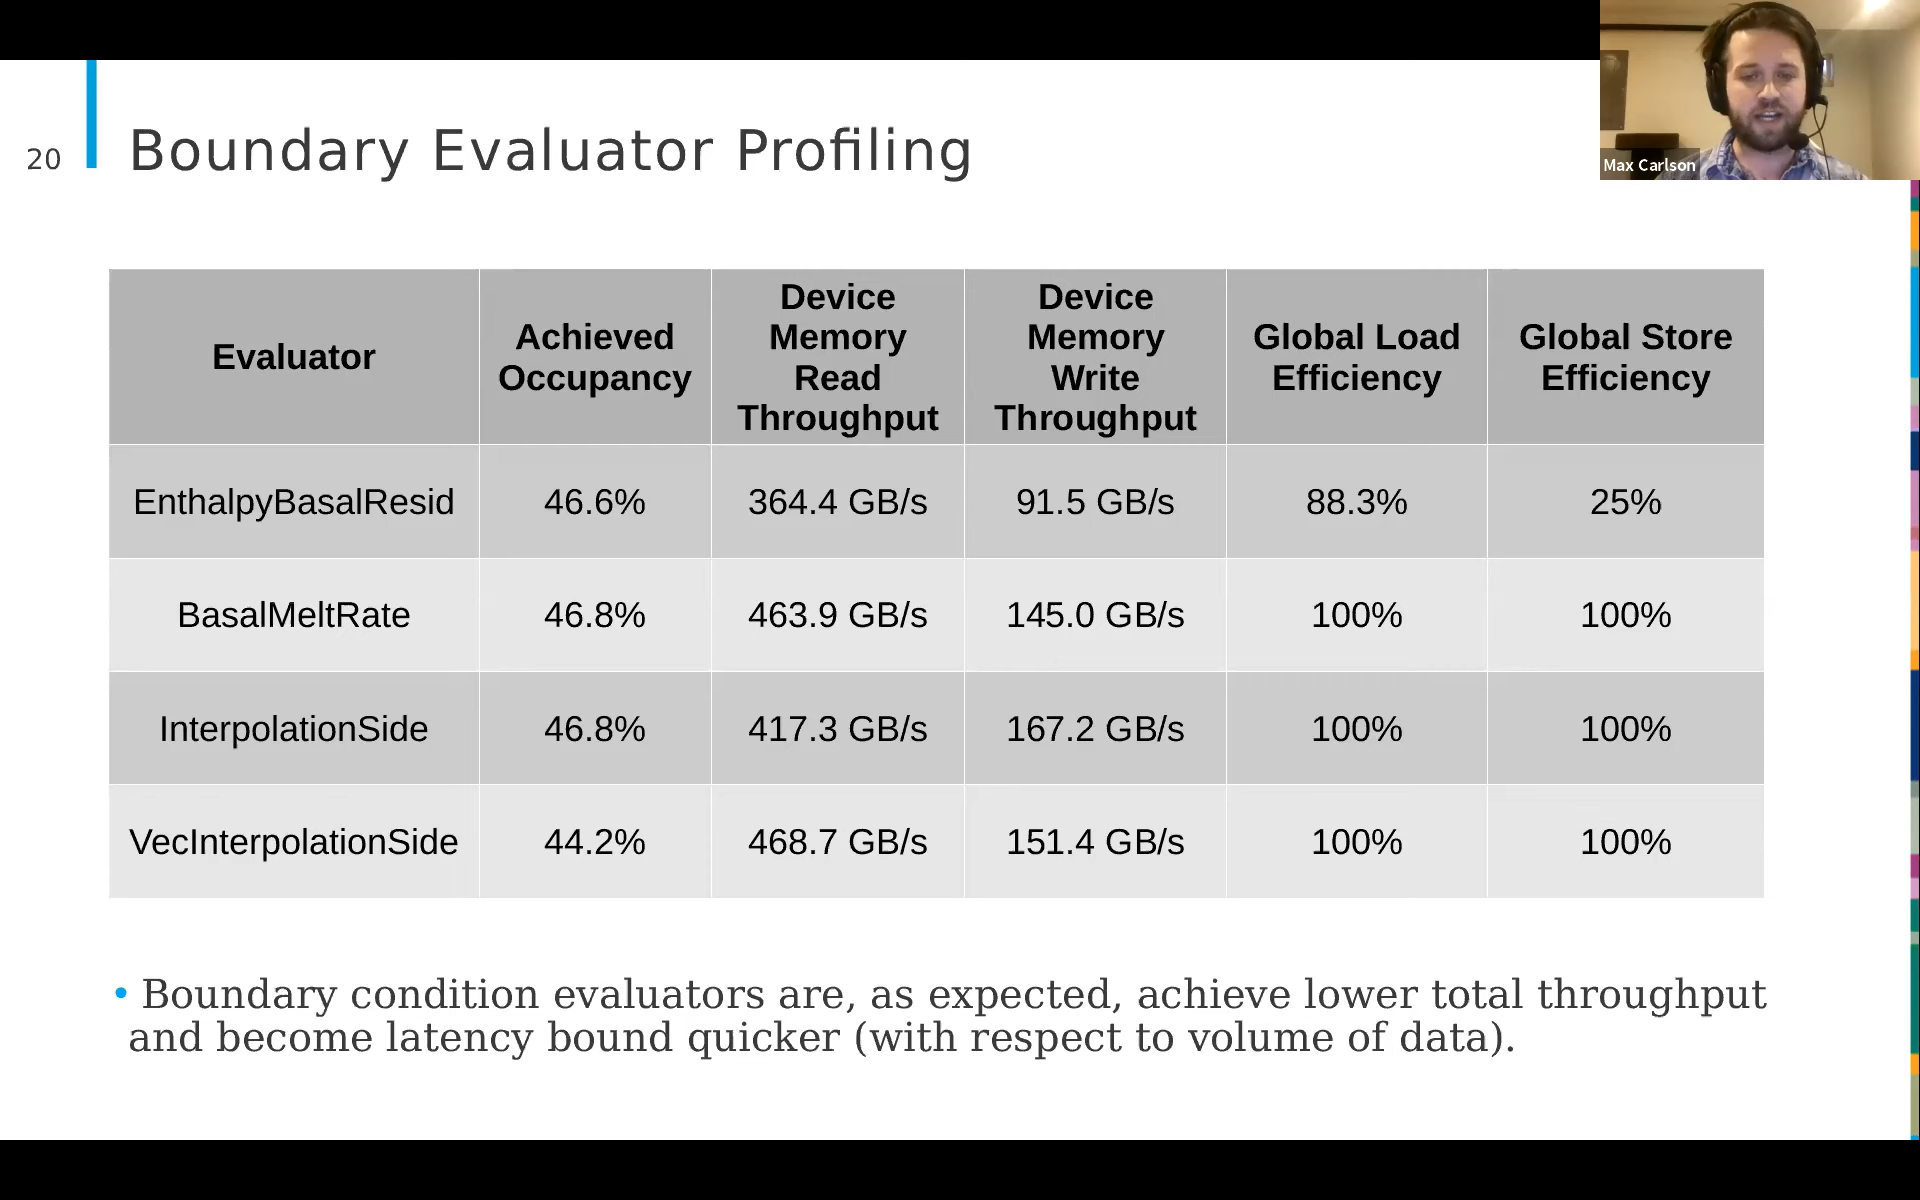 Max Carlson
20
Boundary Evaluator Profiling
Evaluator
Achieved
Occupancy
Device
Memory
Read
Throughput
Device
Memory
Write
Throughput
Global Load
Efficiency
Global Store
Efficiency
EnthalpyBasalResid 46.6% 364.4 GB/s 91.5 GB/s 88.3% 25%
BasalMeltRate 46.8% 463.9 GB/s 145.0 GB/s 100% 100%
InterpolationSide 46.8% 417.3 GB/s 167.2 GB/s 100% 100%
VecInterpolationSide 44.2% 468.7 GB/s 151.4 GB/s 100% 100%
• Boundary condition evaluators are, as expected, achieve lower total throughput
and become latency bound quicker (with respect to volume of data).